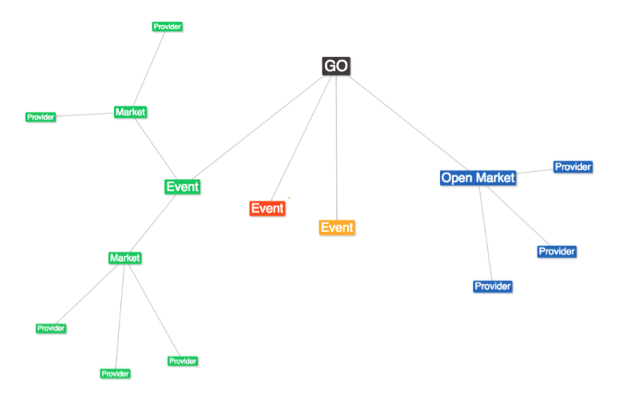 Provider
GO
Market
Provider
Provider
Open Market
Event
Event
Event
Provider
Market
Provider
Provider
Provider
Provider